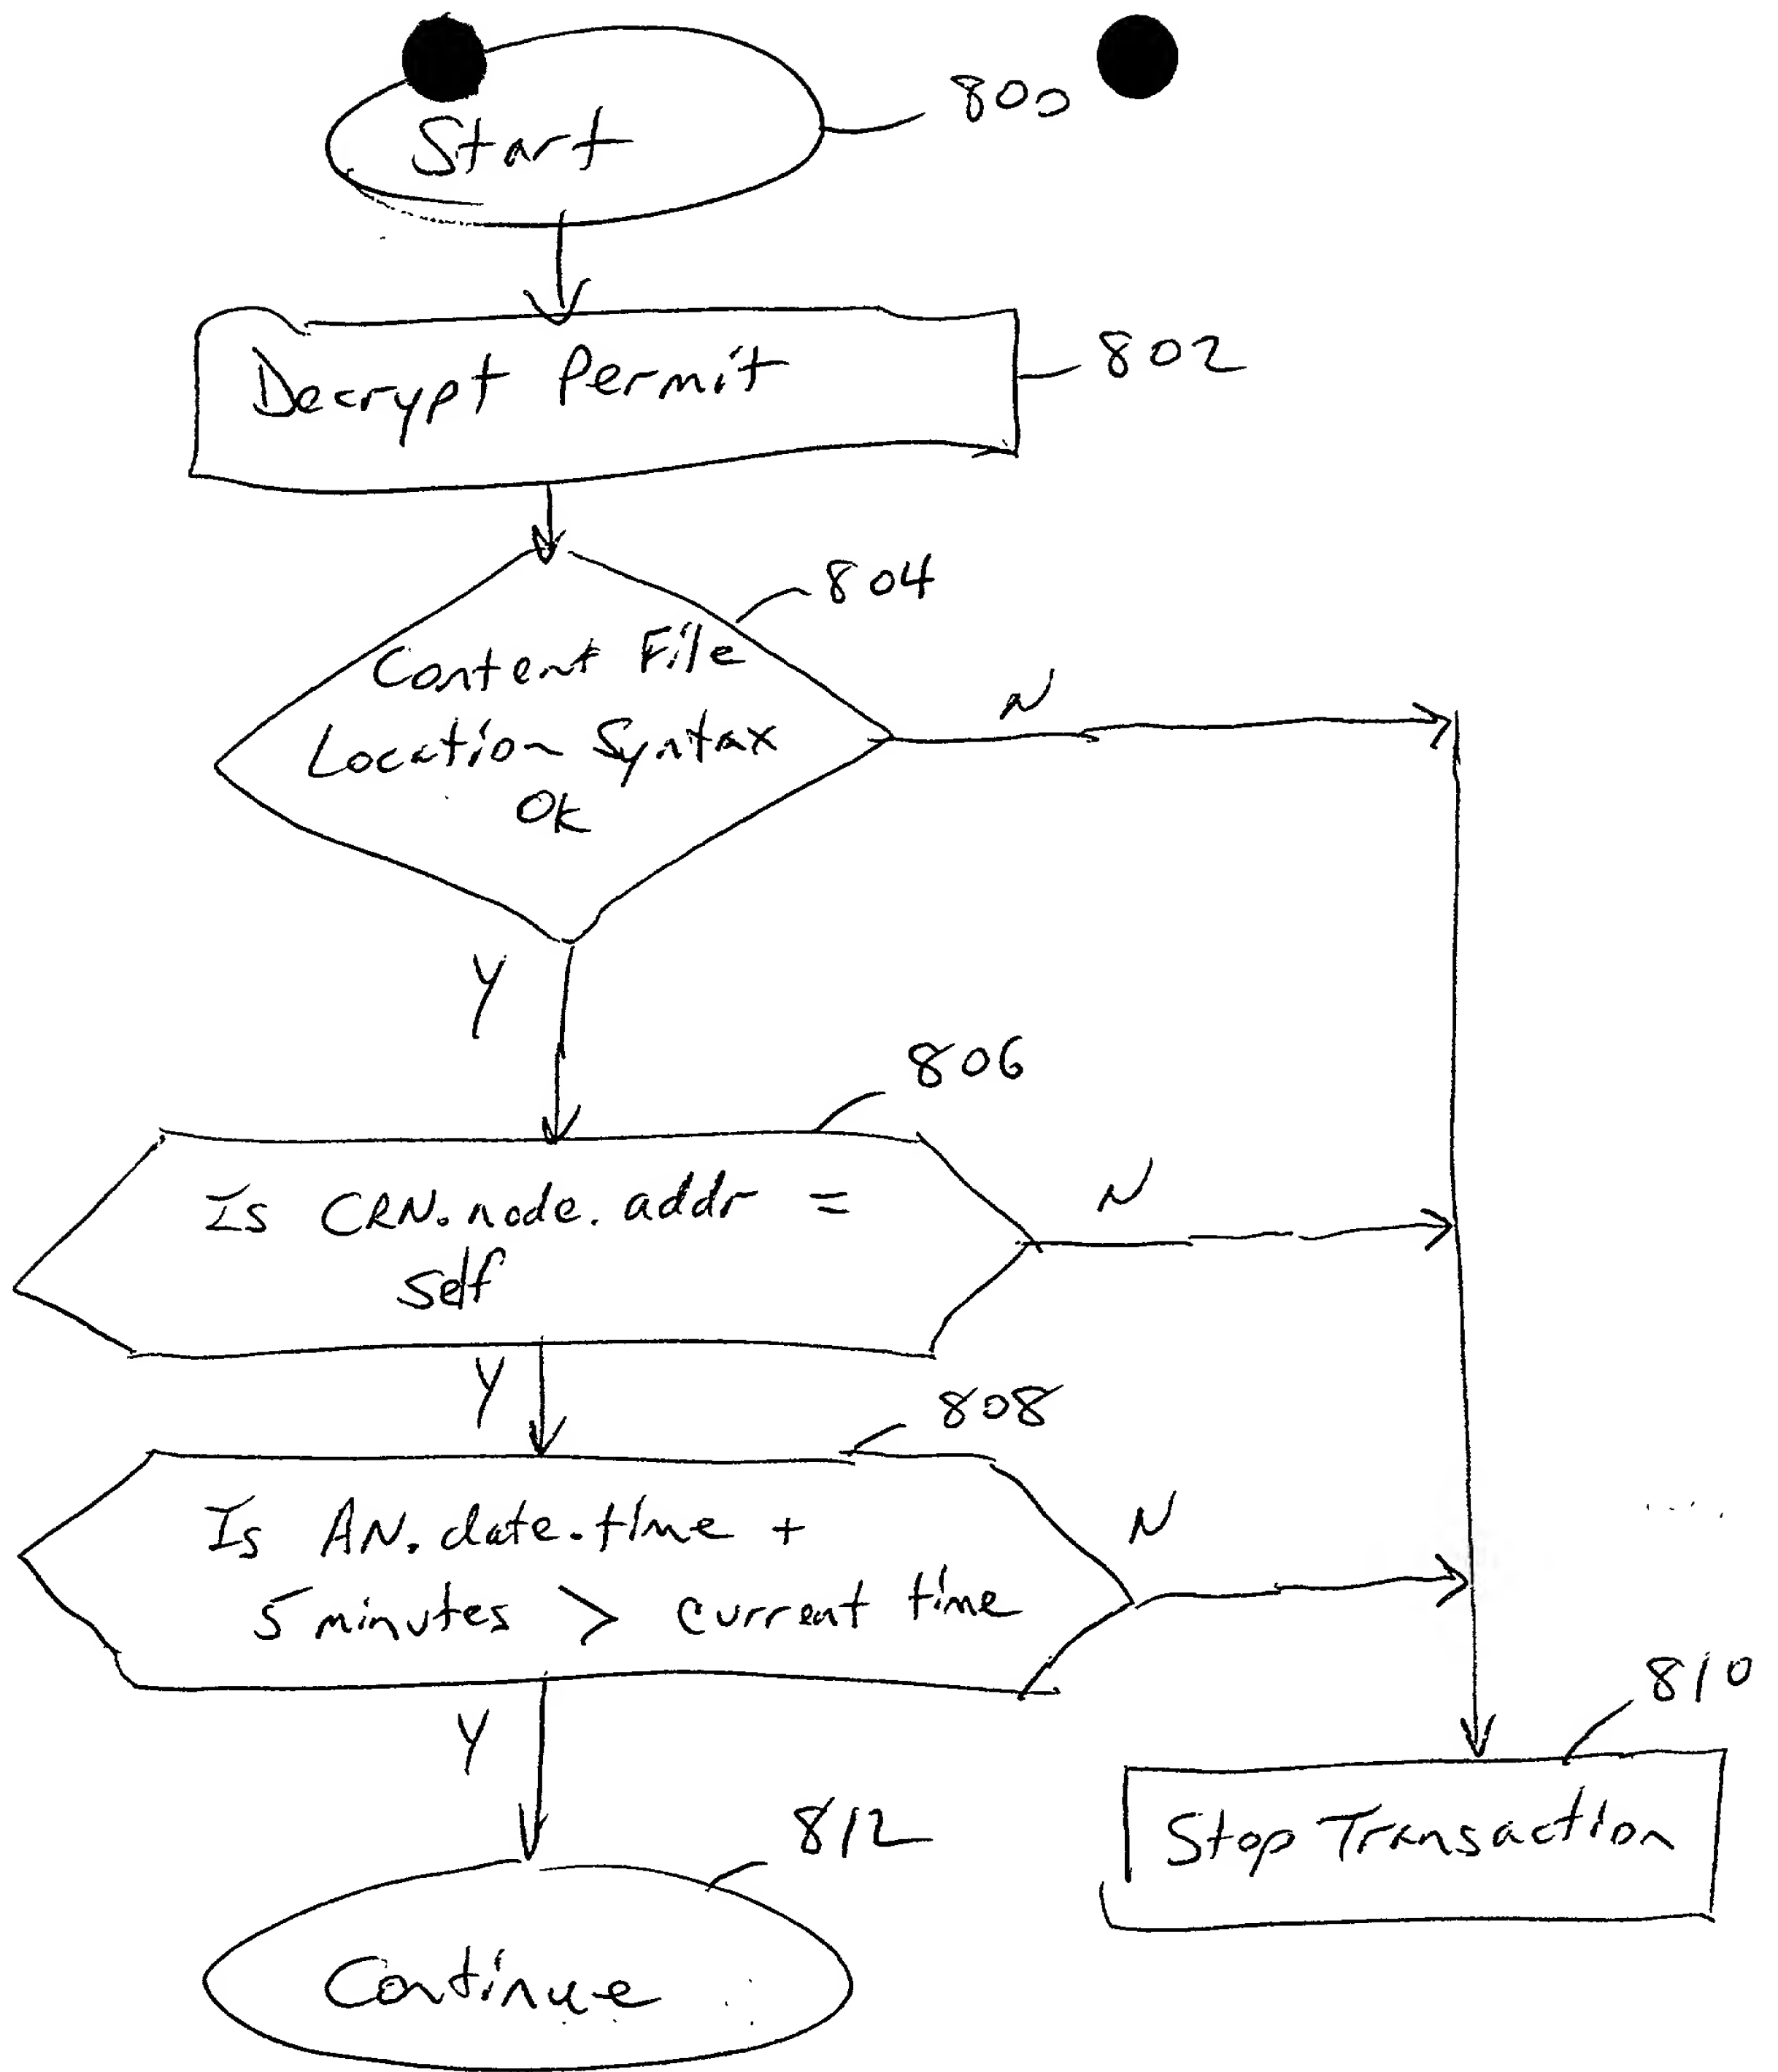 Start
800
Decrypt Permit
802
804
Content File
Location Syntax
Ok
N
Y
806
Is CRN.node.addr =
self
N
Y
808
Is AN.date.time +
5 minutes > current time
N
Y
810
Stop Transaction
812
Continue